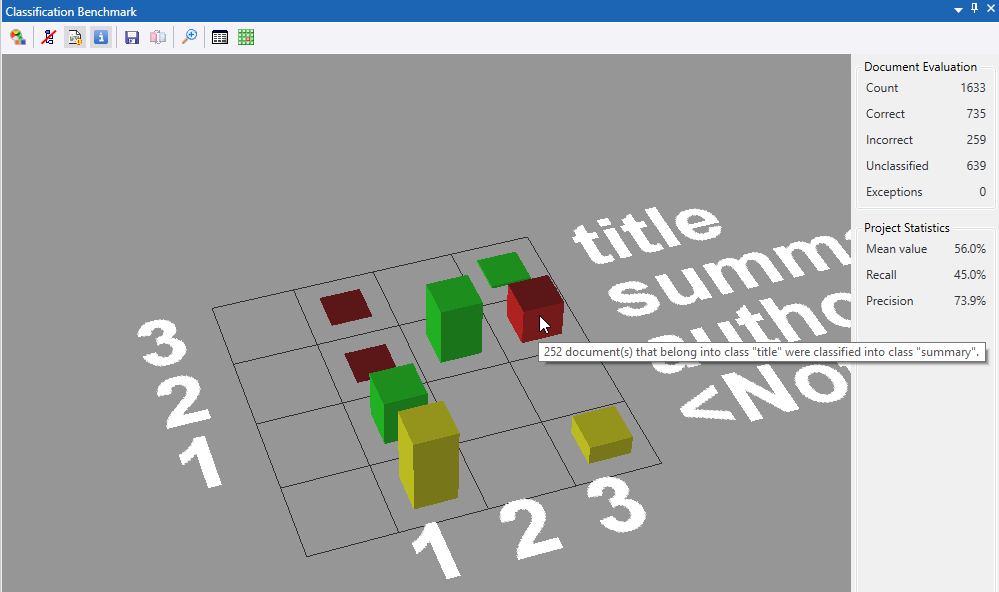 Classification Benchmark
Document Evaluation
Count 1633
Correct 735
Incorrect 259
Unclassified 639
Exceptions 0
Project Statistics
Mean value 56.0%
Recall 45.0%
Precision 73.9%
title
summa
autho
<No
252 document(s) that belong into class "title" were classified into class "summary".
3
2
1
1
2
3